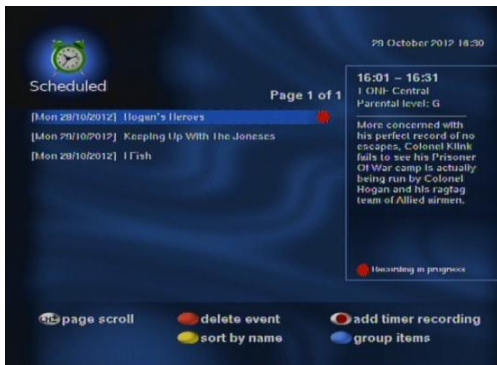 29 October 2012 16:30
Scheduled
Page 1 of 1
[Mon 29/10/2012] Hogan's Heroes
[Mon 29/10/2012] Keeping Up With The Joneses
[Mon 29/10/2012] I Fish
16:01 – 16:31
1 ONE Central
Parental level: G
More concerned with
his perfect record of no
escapes, Colonel Klink
fails to see his Prisoner
Of War camp is actually
being run by Colonel
Hogan and his ragtag
team of Allied airmen.
Recording in progress
page scroll
delete event
add timer recording
sort by name
group items